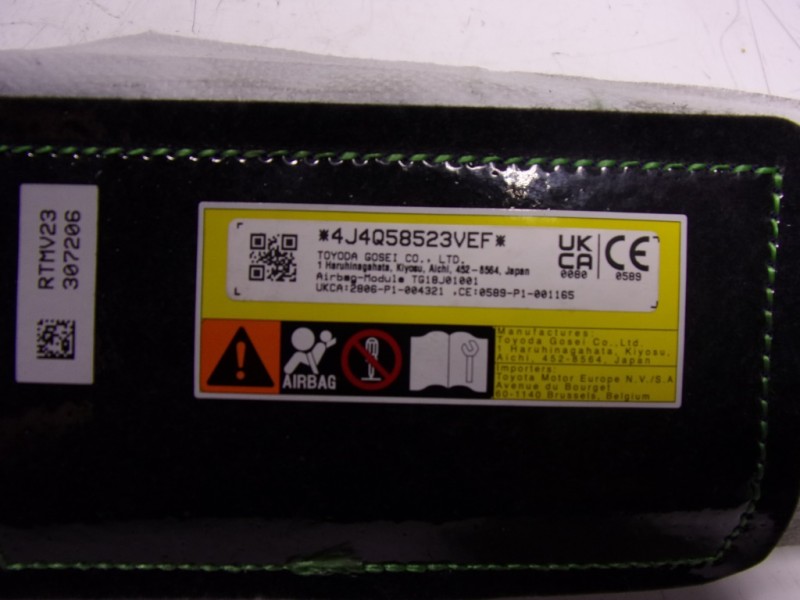 RTMV23
307206
*4J4Q58523VEF*
TOYODA GOSEI CO., LTD.
1 Haruhinagahata, Kiyosu, Aichi, 452-8564, Japan
Airbag-Module TG18J01001
UKCA:2806-P1-004321 ,CE:0589-P1-001165
UK
CA
0080
CE
0589
AIRBAG
Manufactures:
Toyoda Gosei Co.,Ltd.
1 Haruhinagahata, Kiyosu,
Aichi, 452-8564, Japan
Importers:
Toyota Motor Europe N.V./S.A
Avenue du Bourget
60-1140 Brussels, Belgium